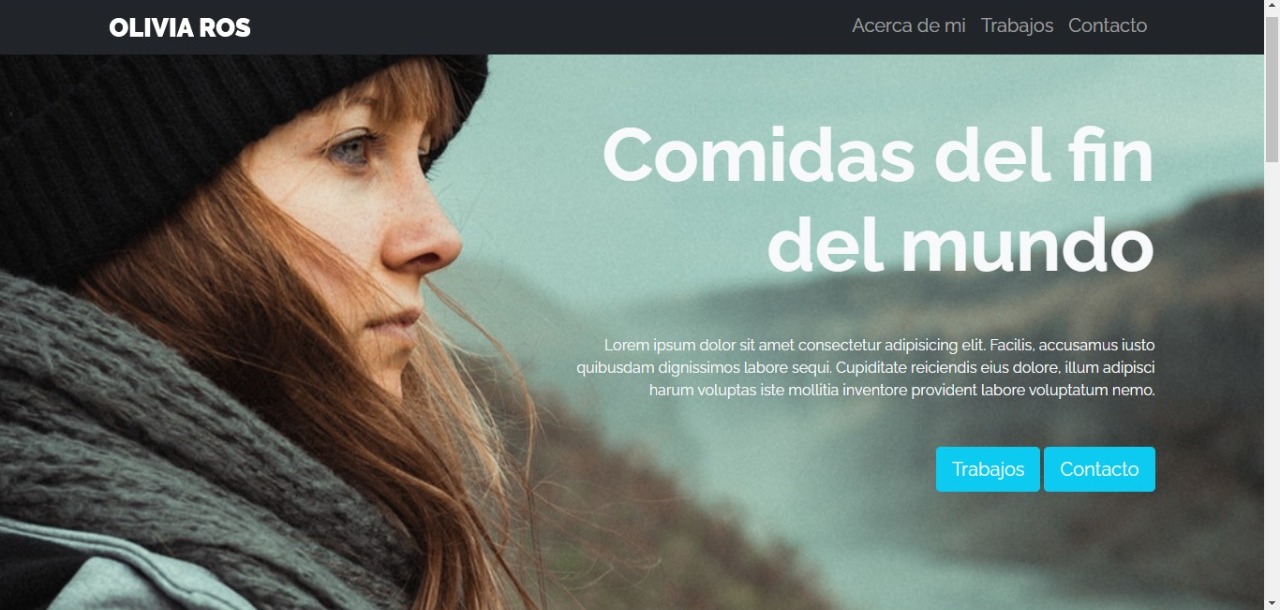 OLIVIA ROS
Acerca de mi Trabajos Contacto
Comidas del fin
del mundo
Lorem ipsum dolor sit amet consectetur adipisicing elit. Facilis, accusamus iusto
quibusdam dignissimos labore sequi. Cupiditate reiciendis eius dolore, illum adipisci
harum voluptas iste mollitia inventore provident labore voluptatum nemo.
Trabajos Contacto